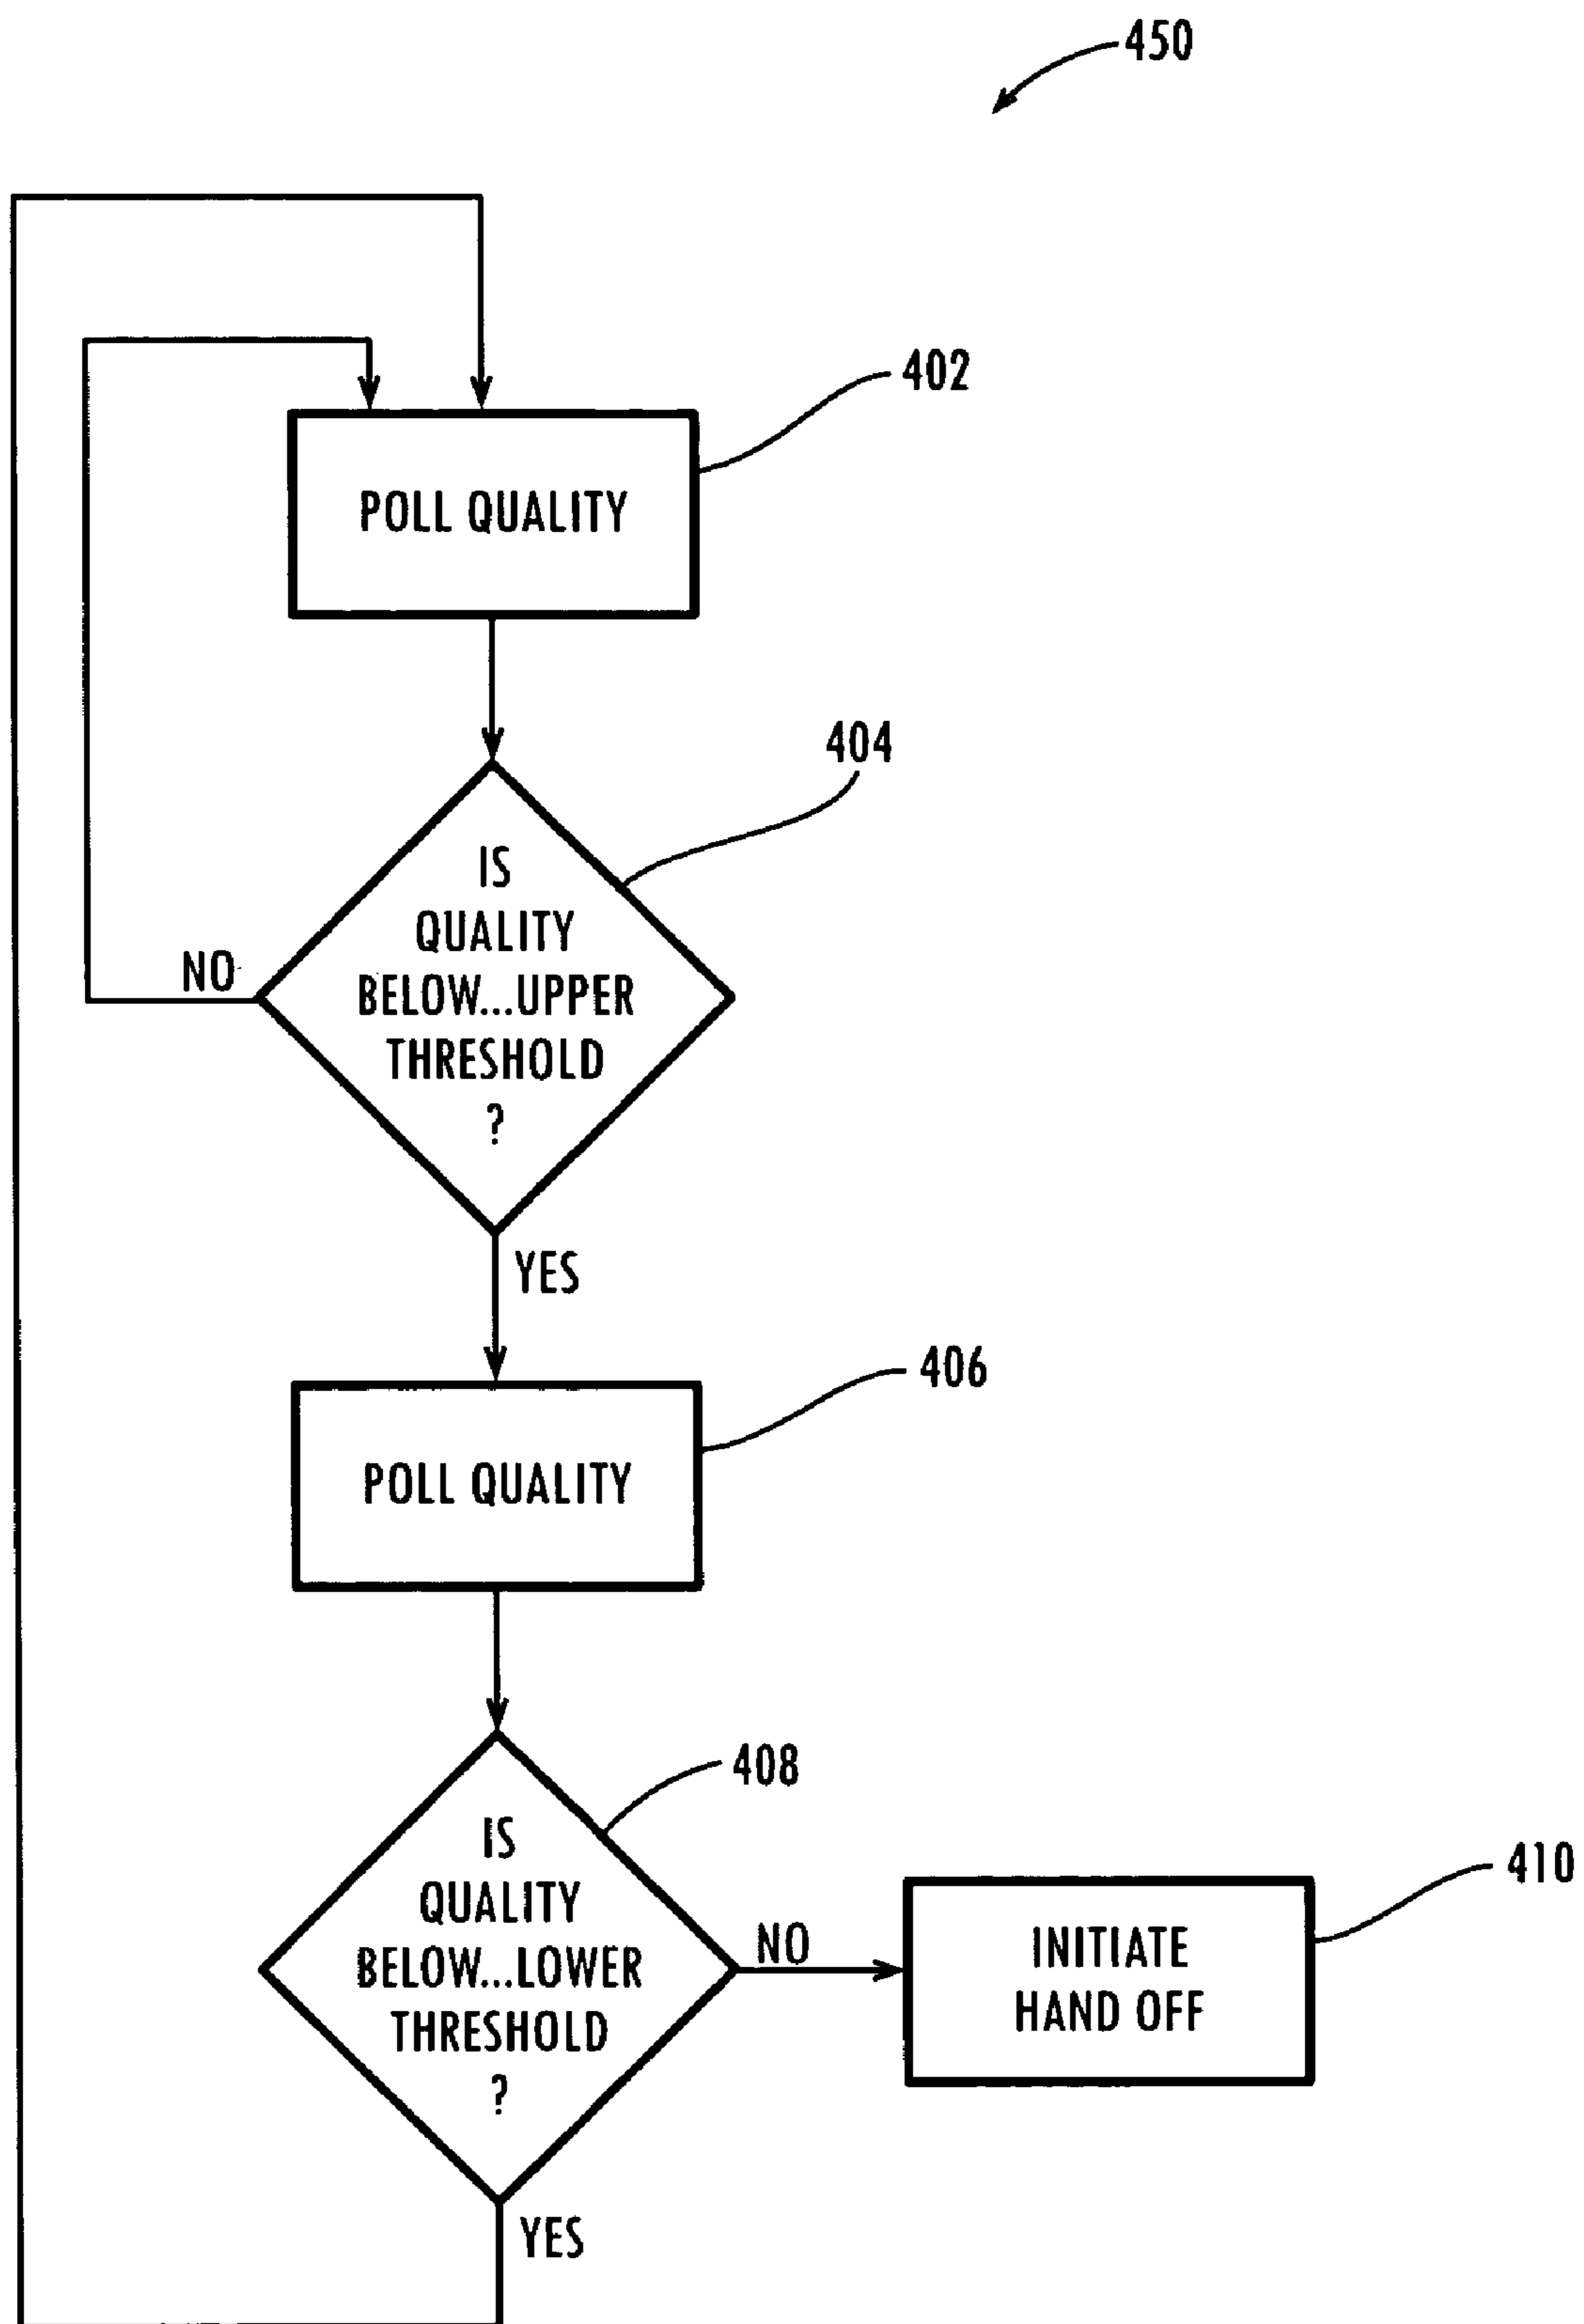 450
402
POLL QUALITY
404
IS
QUALITY
BELOW...UPPER
THRESHOLD
?
NO
YES
406
POLL QUALITY
408
IS
QUALITY
BELOW...LOWER
THRESHOLD
?
NO
410
INITIATE
HAND OFF
YES